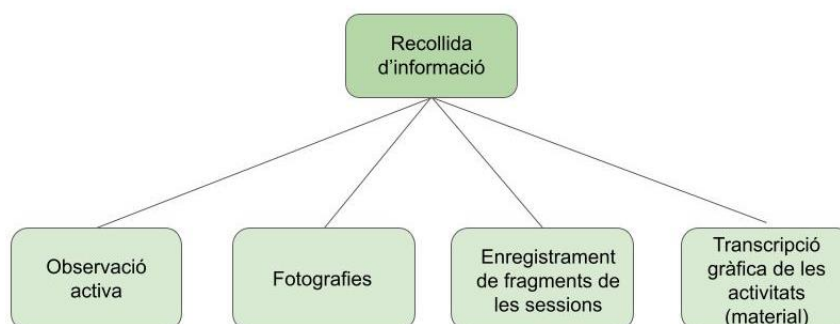 Recollida
d’informació
Observació
activa
Fotografies
Enregistrament
de fragments de
les sessions
Transcripció
gràfica de les
activitats
(material)